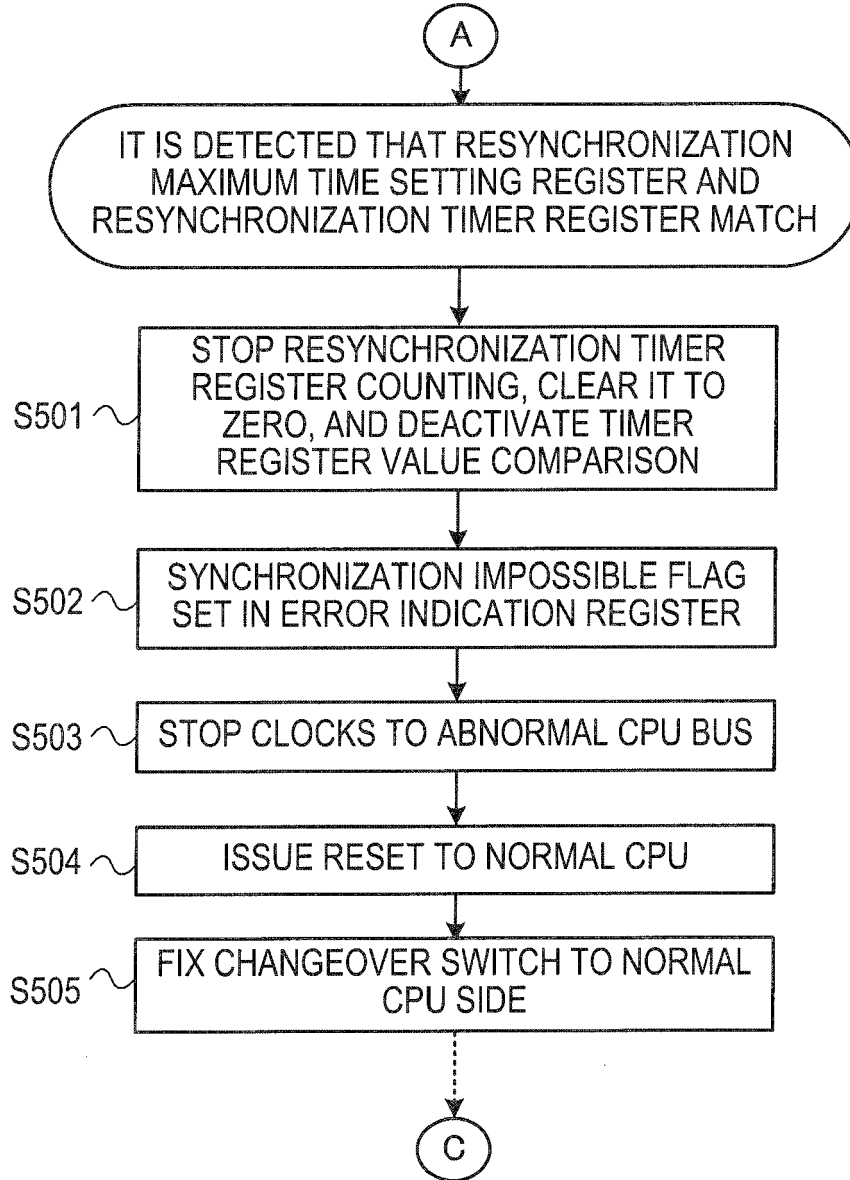 A
IT IS DETECTED THAT RESYNCHRONIZATION
MAXIMUM TIME SETTING REGISTER AND
RESYNCHRONIZATION TIMER REGISTER MATCH
STOP RESYNCHRONIZATION TIMER
REGISTER COUNTING, CLEAR IT TO
ZERO, AND DEACTIVATE TIMER
REGISTER VALUE COMPARISON
S501
SYNCHRONIZATION IMPOSSIBLE FLAG
SET IN ERROR INDICATION REGISTER
S502
STOP CLOCKS TO ABNORMAL CPU BUS
S503
ISSUE RESET TO NORMAL CPU
S504
FIX CHANGEOVER SWITCH TO NORMAL
CPU SIDE
S505
C